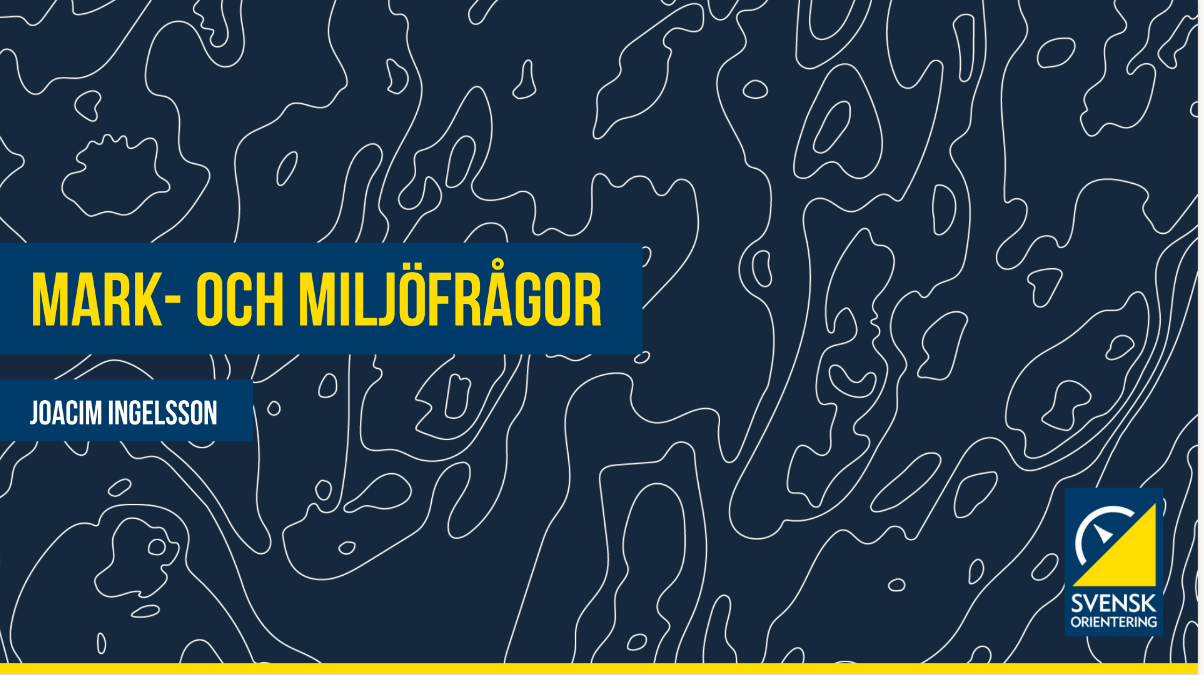 MARK- OCH MILJÖFRÅGOR
JOACIM INGELSSON
SVENSK
ORIENTERING